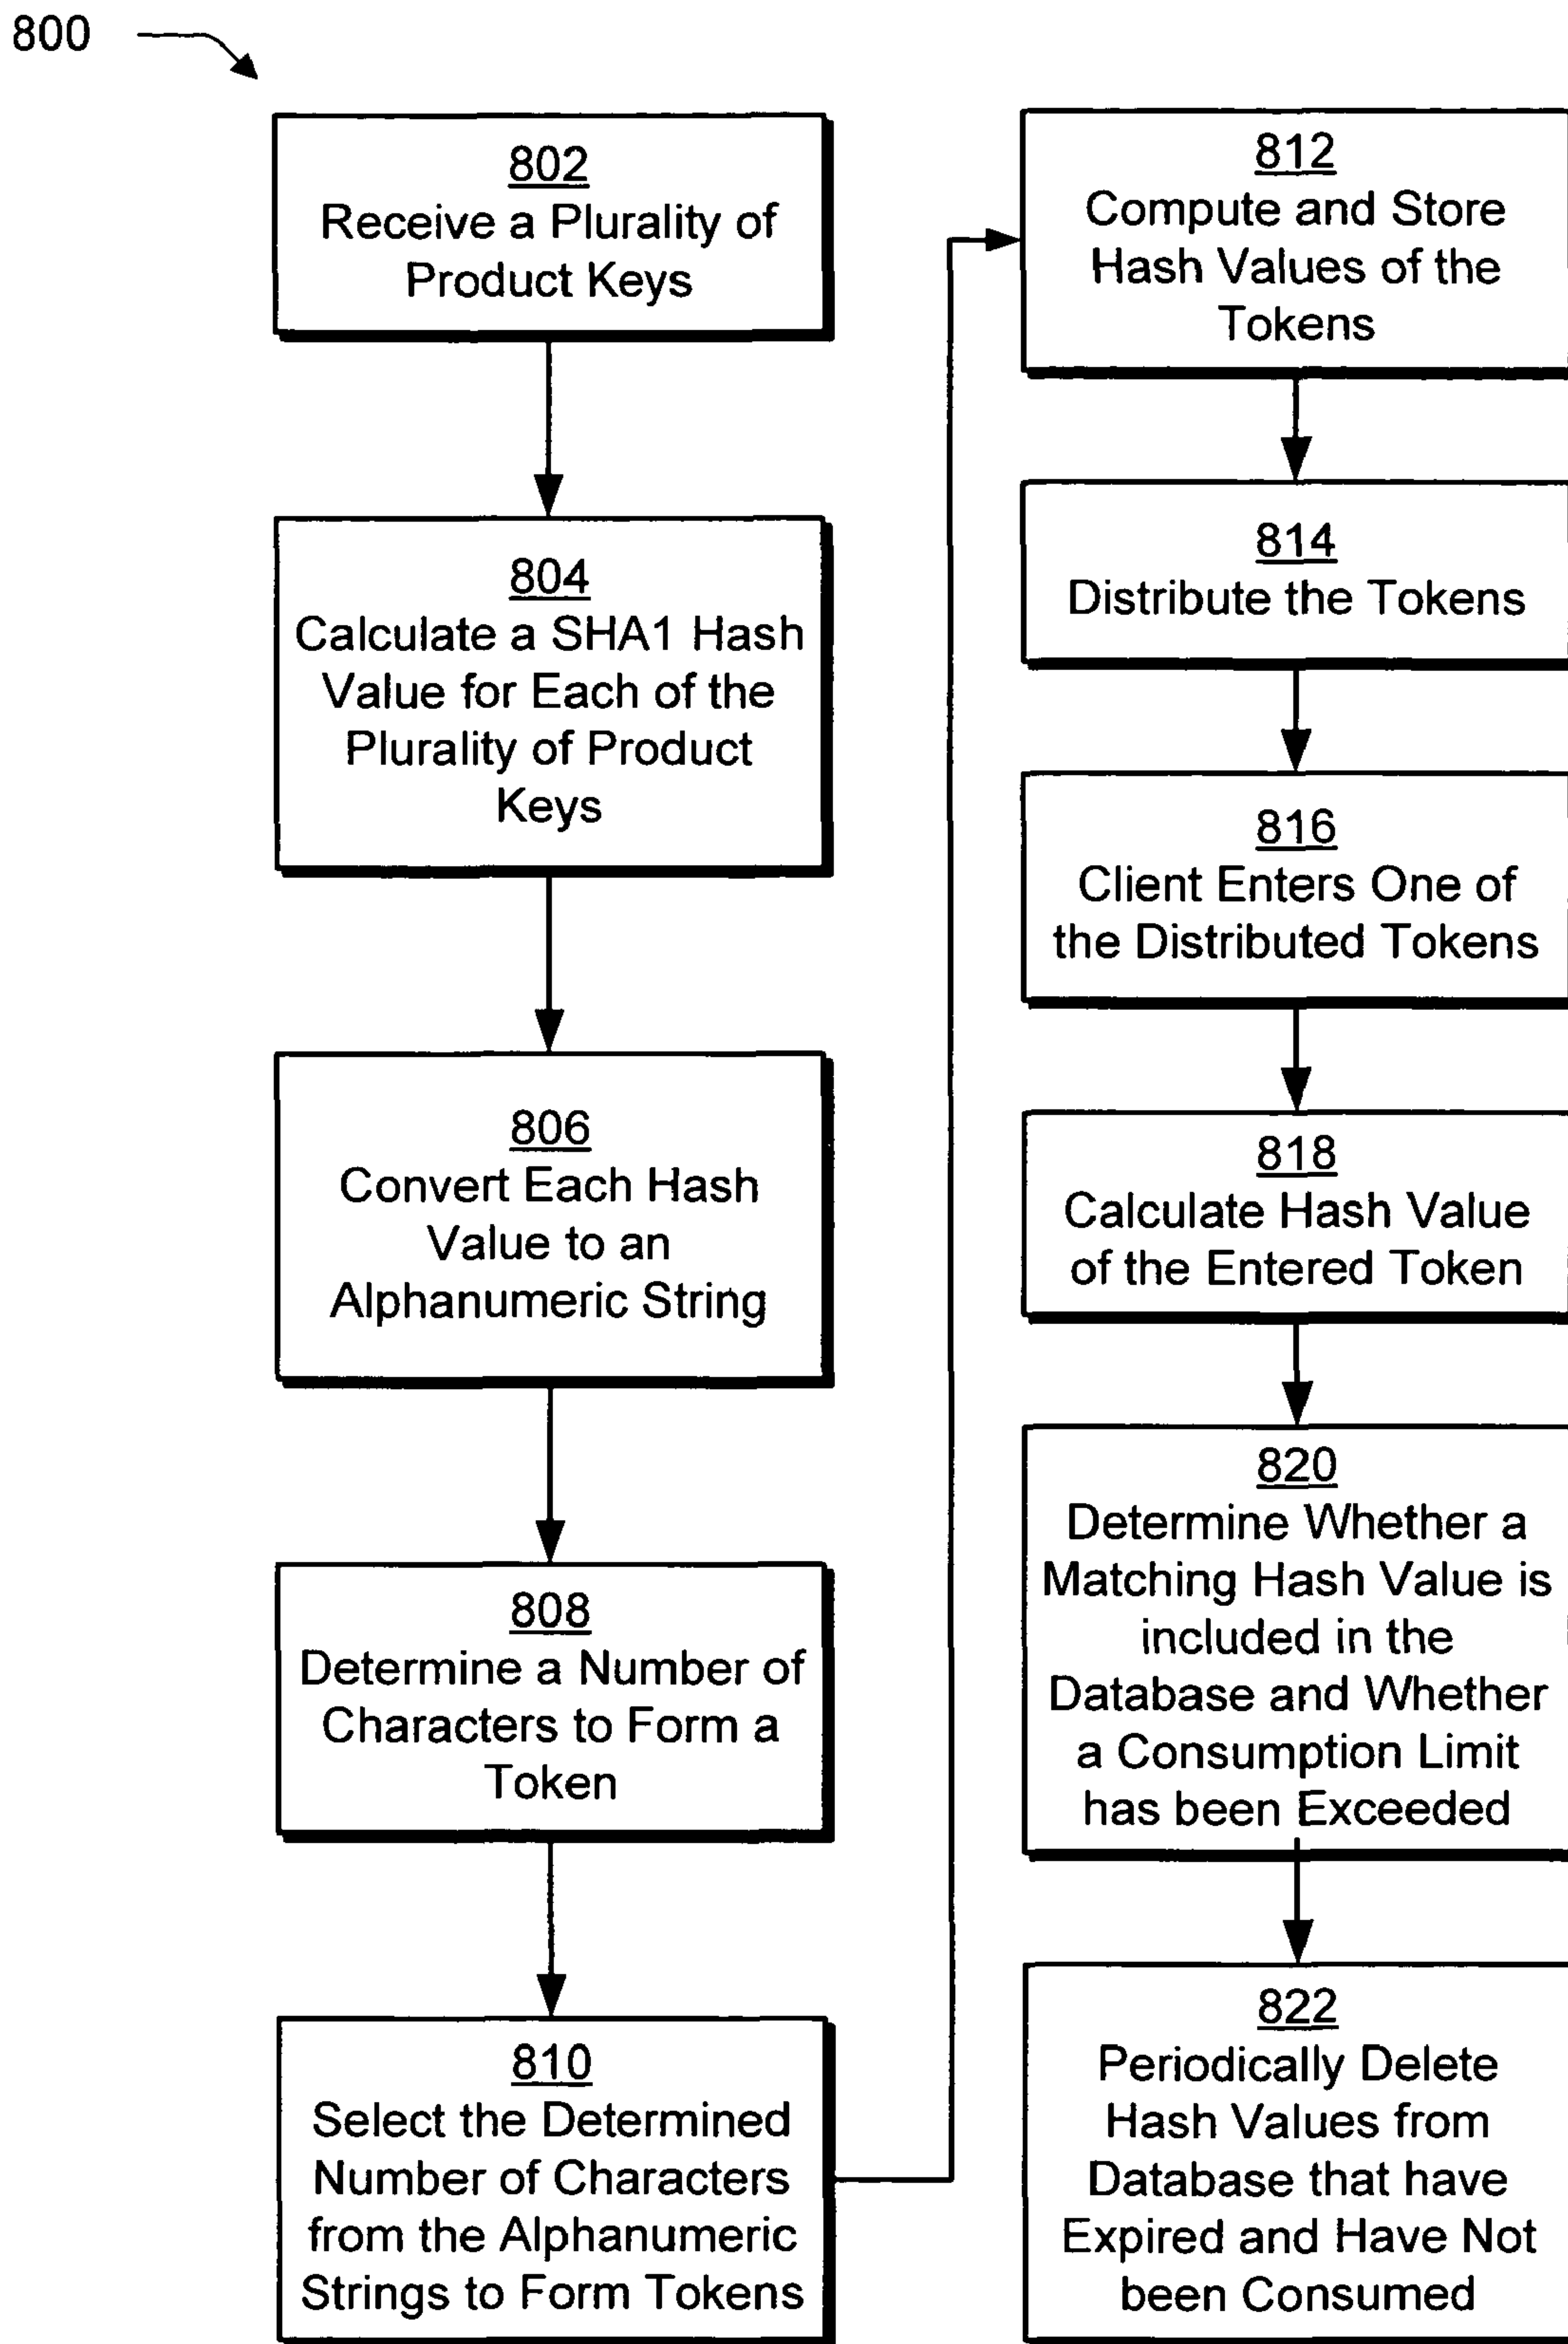 800
802
Receive a Plurality of
Product Keys
804
Calculate a SHA1 Hash
Value for Each of the
Plurality of Product
Keys
806
Convert Each Hash
Value to an
Alphanumeric String
808
Determine a Number of
Characters to Form a
Token
810
Select the Determined
Number of Characters
from the Alphanumeric
Strings to Form Tokens
812
Compute and Store
Hash Values of the
Tokens
814
Distribute the Tokens
816
Client Enters One of
the Distributed Tokens
818
Calculate Hash Value
of the Entered Token
820
Determine Whether a
Matching Hash Value is
included in the
Database and Whether
a Consumption Limit
has been Exceeded
822
Periodically Delete
Hash Values from
Database that have
Expired and Have Not
been Consumed